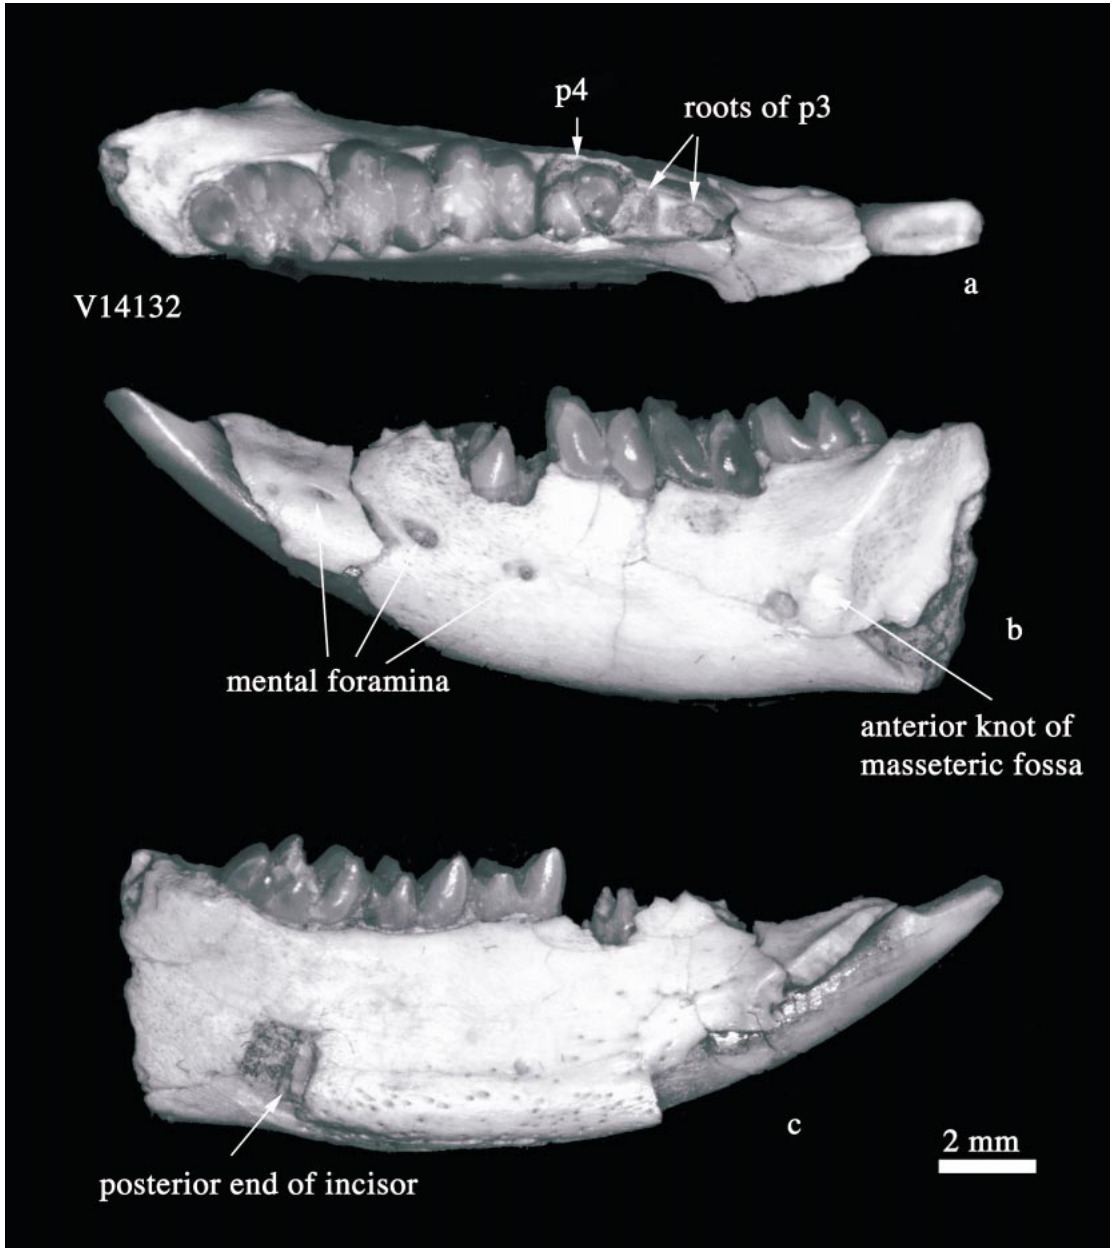 p4
roots of p3
a
V14132
b
mental foramina
anterior knot of
masseteric fossa
c
2 mm
posterior end of incisor